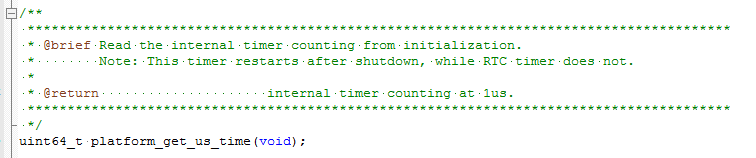 /**
*****************************************************************************************
* @brief Read the internal timer counting from initialization.
* Note: This timer restarts after shutdown, while RTC timer does not.
*
* @return internal timer counting at 1us.
*****************************************************************************************
*/
uint64_t platform_get_us_time(void);